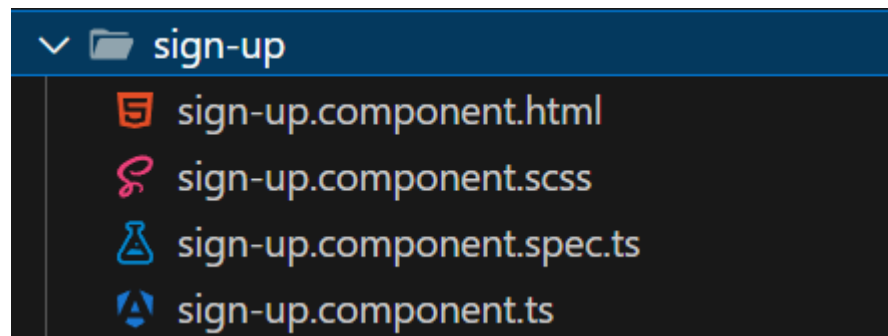 sign-up
sign-up.component.html
sign-up.component.scss
sign-up.component.spec.ts
sign-up.component.ts